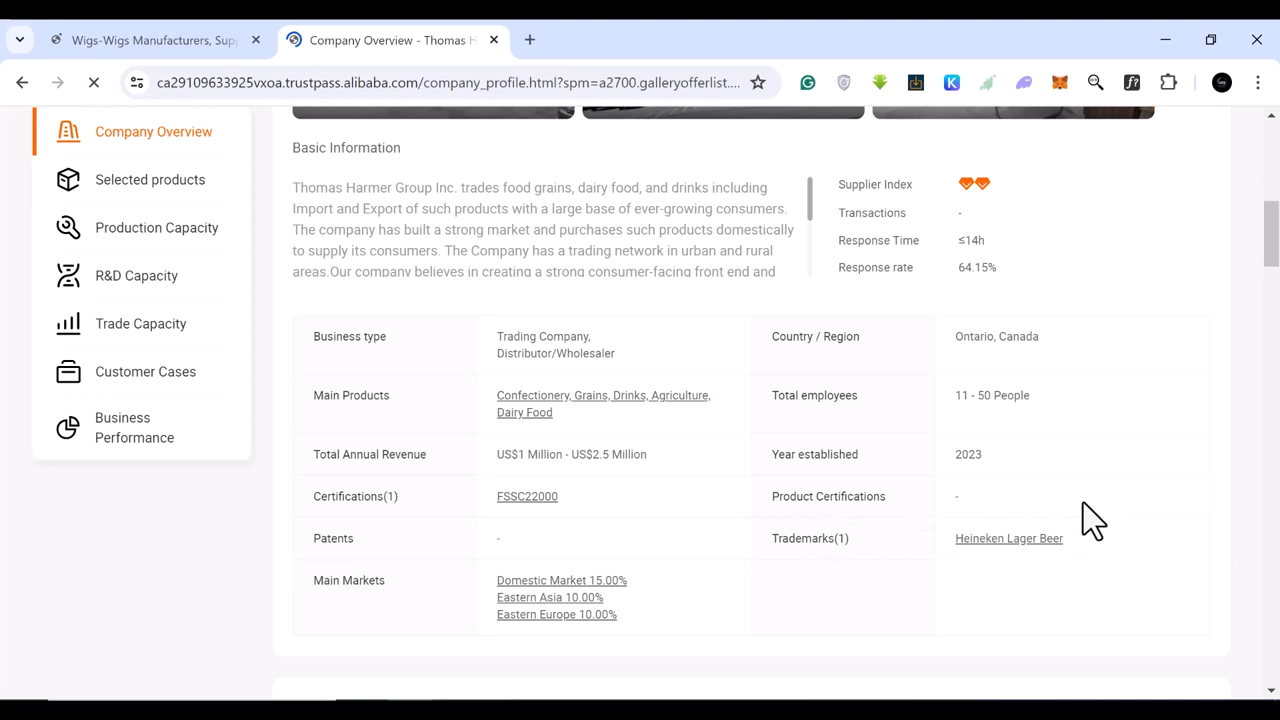 Wigs-Wigs Manufacturers, Sup
Company Overview - Thomas H
ca29109633925vxoa.trustpass.alibaba.com/company_profile.html?spm=a2700.galleryofferlist....
Company Overview
Selected products
Production Capacity
R&D Capacity
Trade Capacity
Customer Cases
Business
Performance
Basic Information
Thomas Harmer Group Inc. trades food grains, dairy food, and drinks including
Import and Export of such products with a large base of ever-growing consumers.
The company has built a strong market and purchases such products domestically
to supply its consumers. The Company has a trading network in urban and rural
areas.Our company believes in creating a strong consumer-facing front end and
Supplier Index
Transactions -
Response Time ≤14h
Response rate 64.15%
Business type Trading Company, Country / Region Ontario, Canada
Distributor/Wholesaler
Main Products Confectionery, Grains, Drinks, Agriculture, Total employees 11 - 50 People
Dairy Food
Total Annual Revenue US$1 Million - US$2.5 Million Year established 2023
Certifications(1) FSSC22000 Product Certifications -
Patents - Trademarks(1) Heineken Lager Beer
Main Markets Domestic Market 15.00%
Eastern Asia 10.00%
Eastern Europe 10.00%